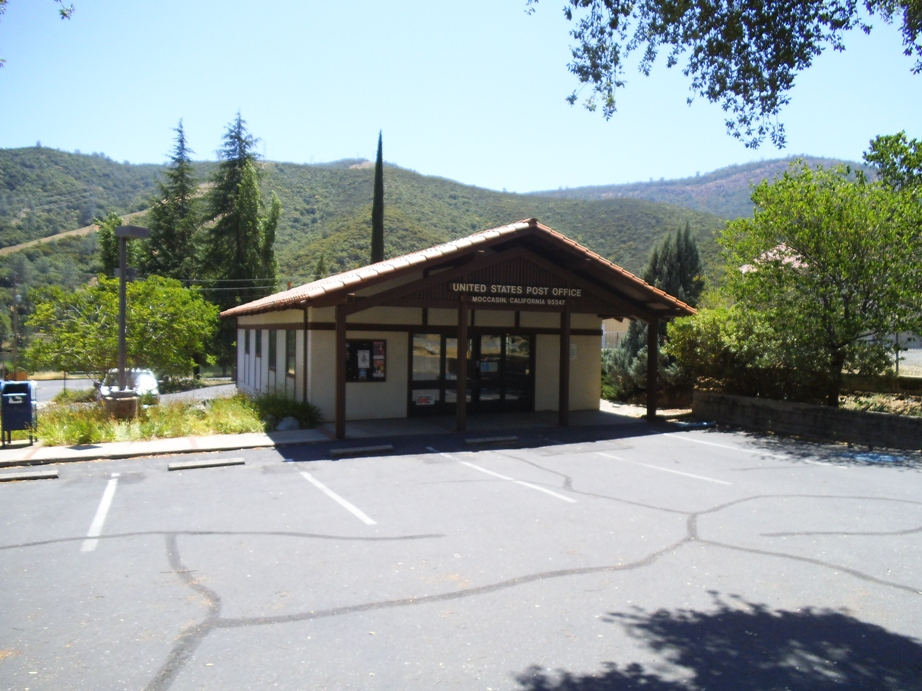 UNITED STATES POST OFFICE
MOCCASIN, CALIFORNIA 95347